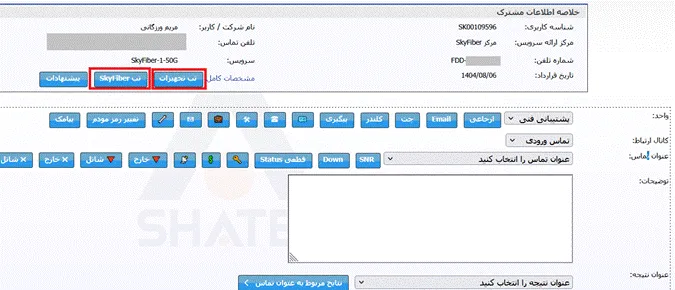 خلاصه اطلاعات مشترک
شناسه کاربری: SK00109596 نام شرکت / کاربر: مریم ورزگانی
مرکز ارائه سرویس: مرکز SkyFiber تلفن تماس:
شماره تلفن: FDD- سرویس: SkyFiber-1-50G
تاریخ قرارداد: 1404/08/06 مشخصات کامل تب تجهیزات تب SkyFiber پیشنهادات
واحد: پشتیبانی فنی ارجاعی Email چت کلندر پیگیری تغییر رمز مودم پیامک
کانال ارتباط: تماس ورودی
عنوان تماس: عنوان تماس را انتخاب کنید SNR Down قطعی Status خارج شاتل خارج شاتل
توضیحات:
SHATEL
عنوان نتیجه: عنوان نتیجه را انتخاب کنید نتایج مربوط به عنوان تماس